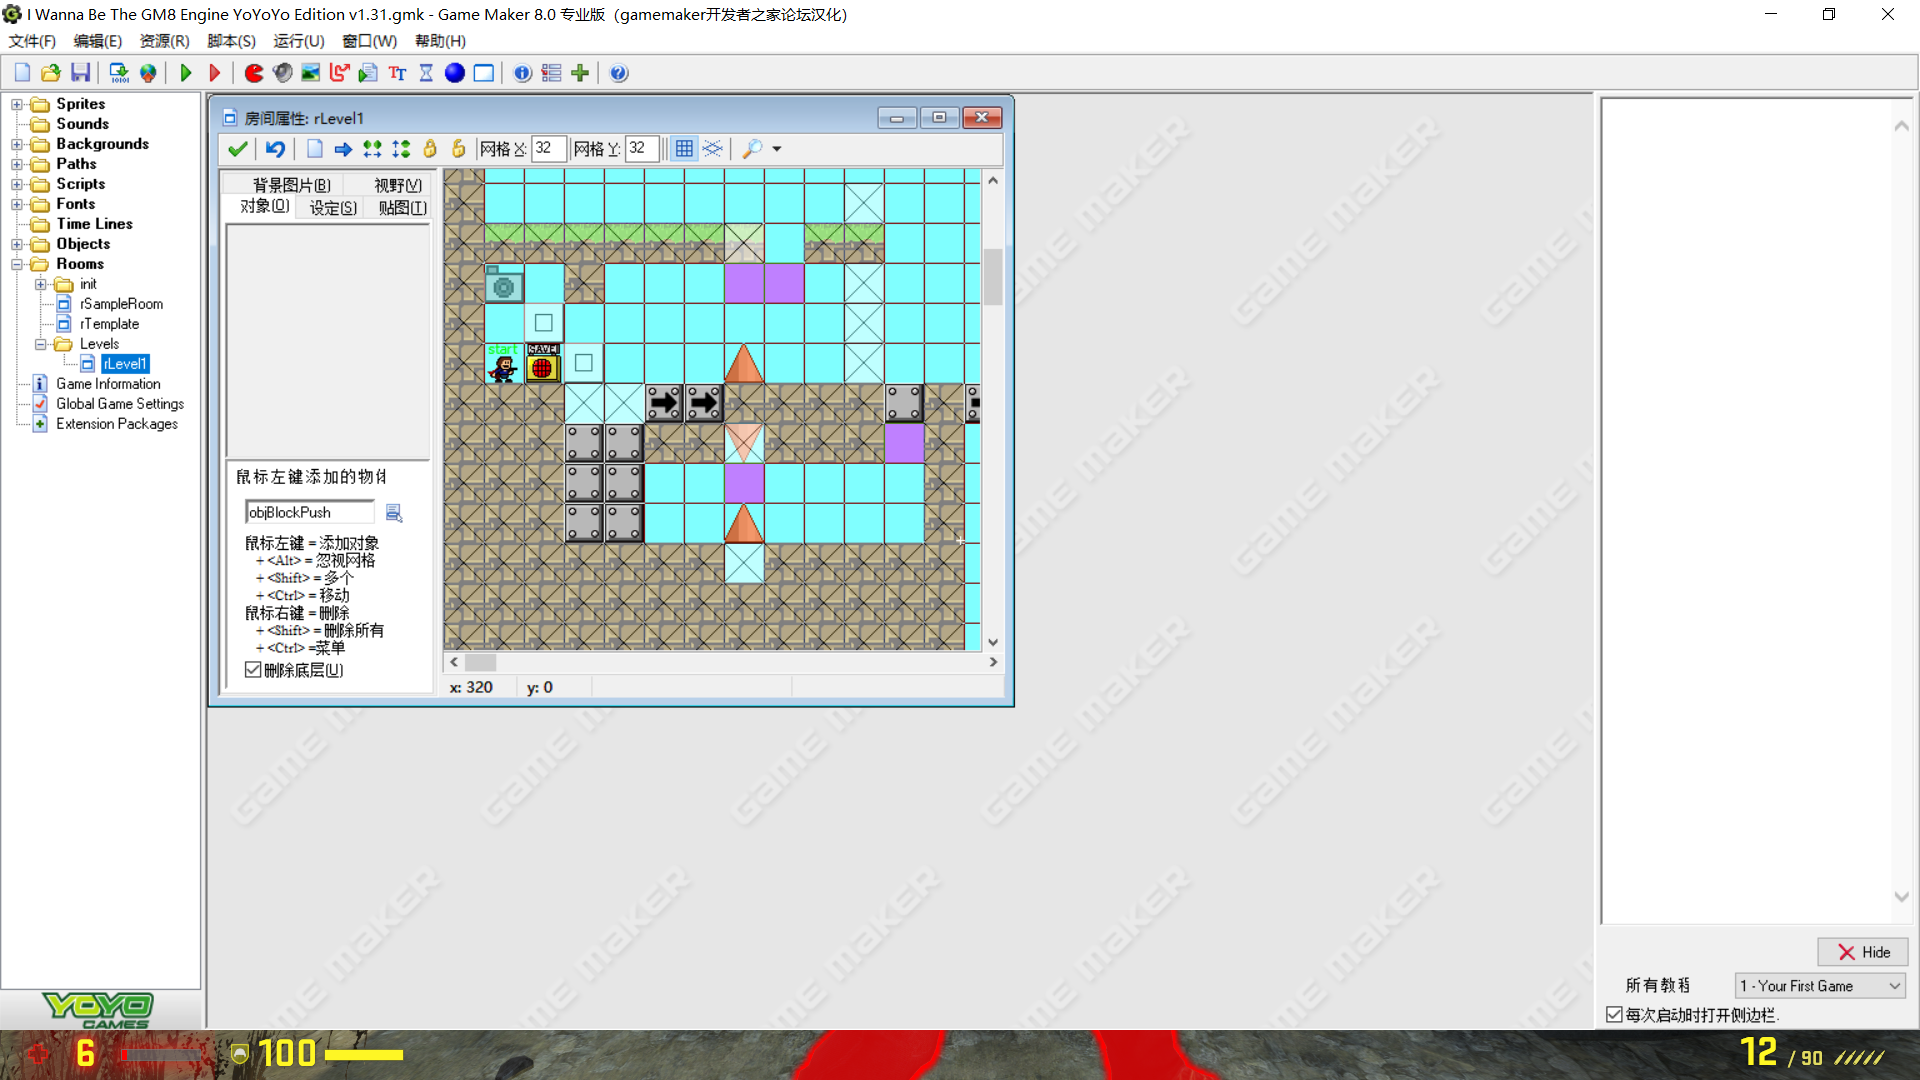 I Wanna Be The GM8 Engine YoYoYo Edition v1.31.gmk - Game Maker 8.0 专业版（gamemaker开发者之家论坛汉化)
文件(F) 编辑(E) 资源(R) 脚本(S) 运行(U) 窗口(W) 帮助(H)
Sprites
Sounds
Backgrounds
Paths
Scripts
Fonts
Time Lines
Objects
Rooms
init
rSampleRoom
rTemplate
Levels
rLevel1
Game Information
Global Game Settings
Extension Packages
YOYO
GAMES
房间属性: rLevel1
网格 X: 32 网格 Y: 32
背景图片(B) 视野(V)
对象(O) 设定(S) 贴图(T)
start SAVE!
鼠标左键添加的物体
objBlockPush
鼠标左键 = 添加对象
+ <Alt> = 忽视网格
+ <Shift> = 多个
+ <Ctrl> = 移动
鼠标右键 = 删除
+ <Shift> = 删除所有
+ <Ctrl> =菜单
删除底层(U)
x: 320 y: 0
GAME MAKER
Hide
所有教程 1 - Your First Game
每次启动时打开侧边栏.
6 100 12 / 90